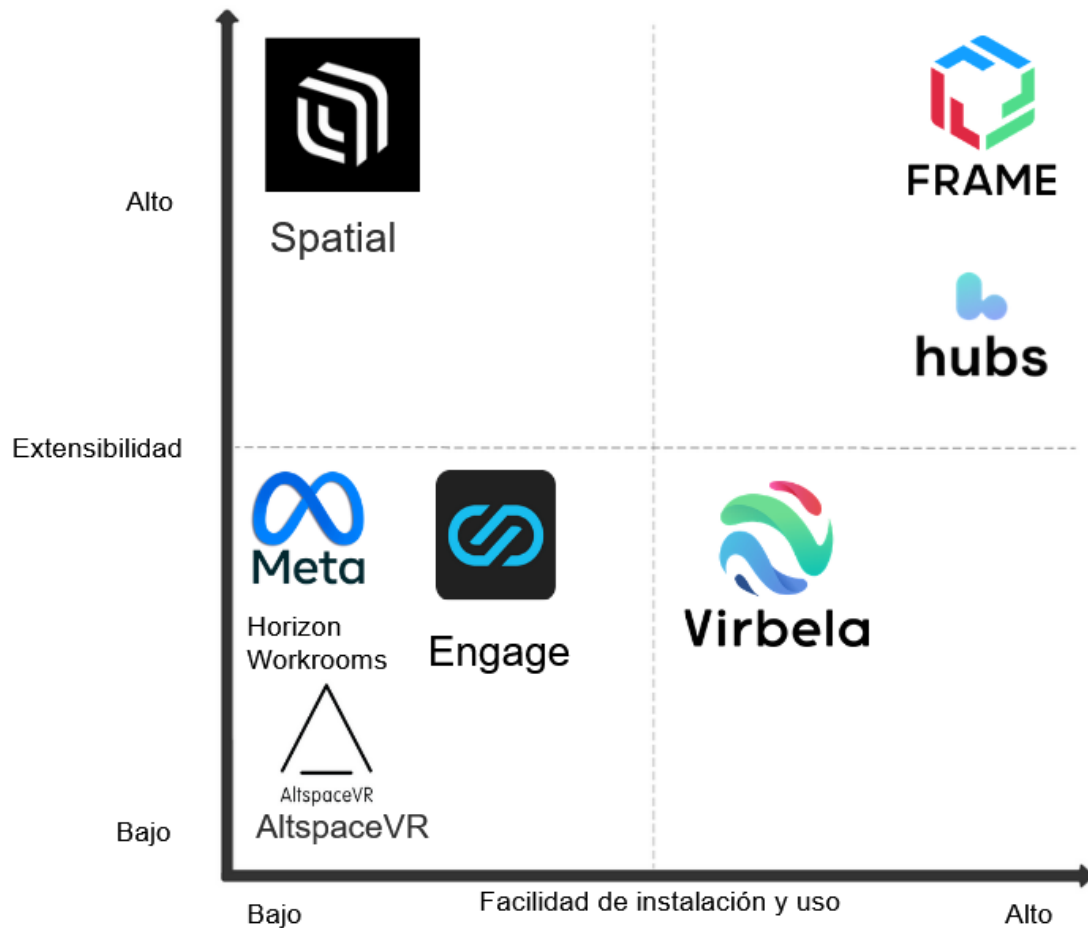 FRAME
Alto
Spatial
hubs
Extensibilidad
Meta
Horizon
Workrooms
Engage
Virbela
AltspaceVR
AltspaceVR
Bajo
Facilidad de instalación y uso
Bajo
Alto